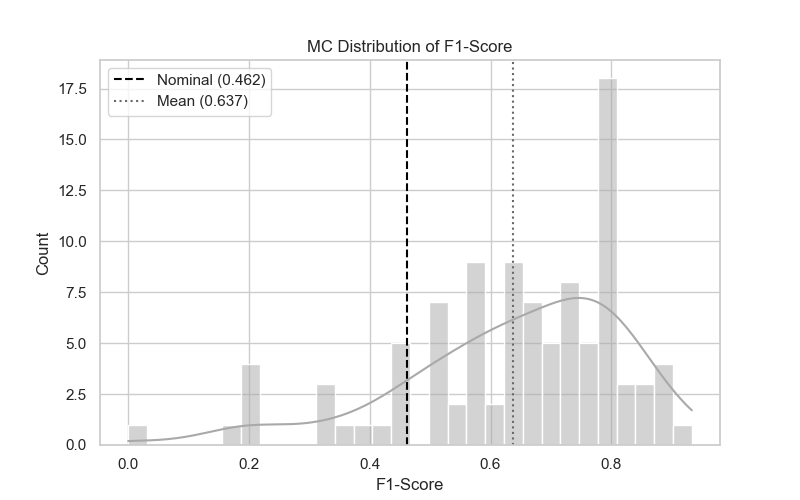 MC Distribution of F1-Score
Nominal (0.462)
Mean (0.637)
17.5
15.0
12.5
10.0
7.5
5.0
2.5
0.0
Count
0.0 0.2 0.4 0.6 0.8
F1-Score